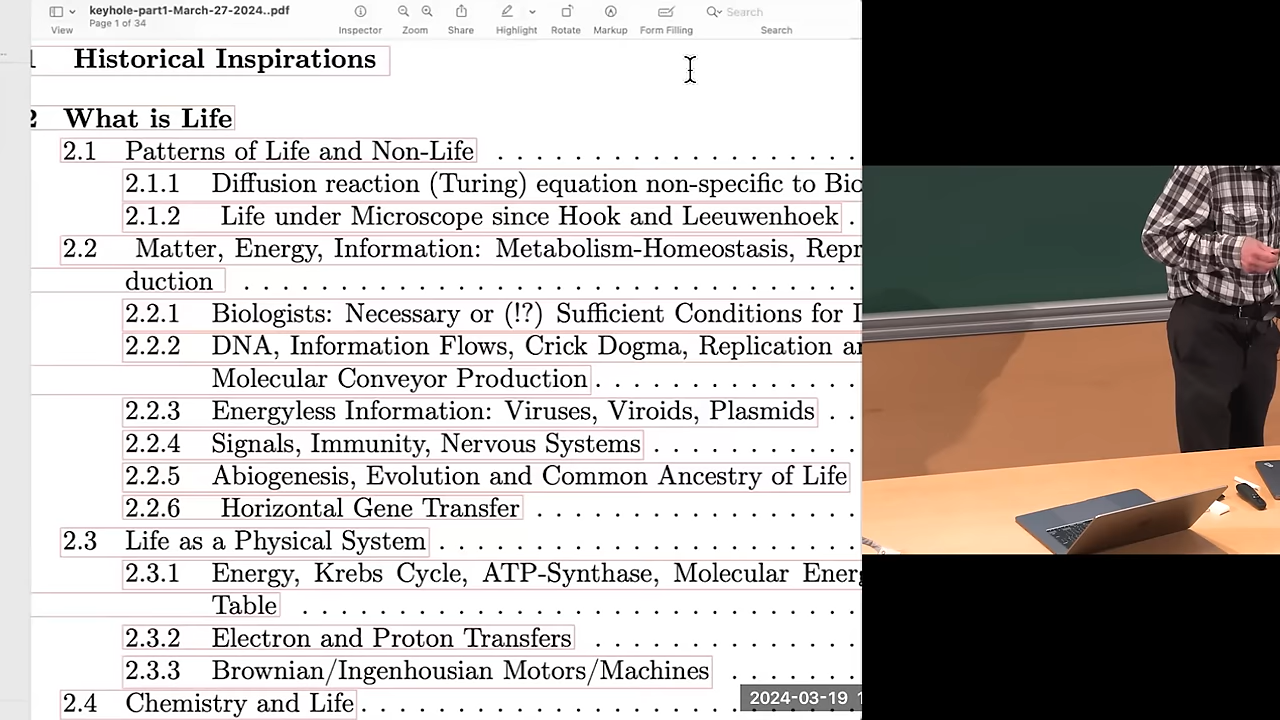 keyhole-part1-March-27-2024..pdf
Page 1 of 34
View
Inspector
Zoom
Share
Highlight
Rotate
Markup
Form Filling
Search
Search
1 Historical Inspirations
2 What is Life
2.1 Patterns of Life and Non-Life . . . . . . . . . . . . . . . . .
2.1.1 Diffusion reaction (Turing) equation non-specific to Bio
2.1.2 Life under Microscope since Hook and Leeuwenhoek .
2.2 Matter, Energy, Information: Metabolism-Homeostasis, Repr
duction . . . . . . . . . . . . . . . . . . . . . . . . . . . .
2.2.1 Biologists: Necessary or (!?) Sufficient Conditions for
2.2.2 DNA, Information Flows, Crick Dogma, Replication
Molecular Conveyor Production . . . . . . . . . . . . .
2.2.3 Energyless Information: Viruses, Viroids, Plasmids . .
2.2.4 Signals, Immunity, Nervous Systems . . . . . . . . . .
2.2.5 Abiogenesis, Evolution and Common Ancestry of Life
2.2.6 Horizontal Gene Transfer . . . . . . . . . . . . . . .
2.3 Life as a Physical System . . . . . . . . . . . . . . . . . . . .
2.3.1 Energy, Krebs Cycle, ATP-Synthase, Molecular Energ
Table . . . . . . . . . . . . . . . . . . . . . . . . . .
2.3.2 Electron and Proton Transfers . . . . . . . . . . . . .
2.3.3 Brownian/Ingenhousian Motors/Machines . . . . . .
2.4 Chemistry and Life . . . . . . . . . . . . . . . . . . .
2024-03-19 1